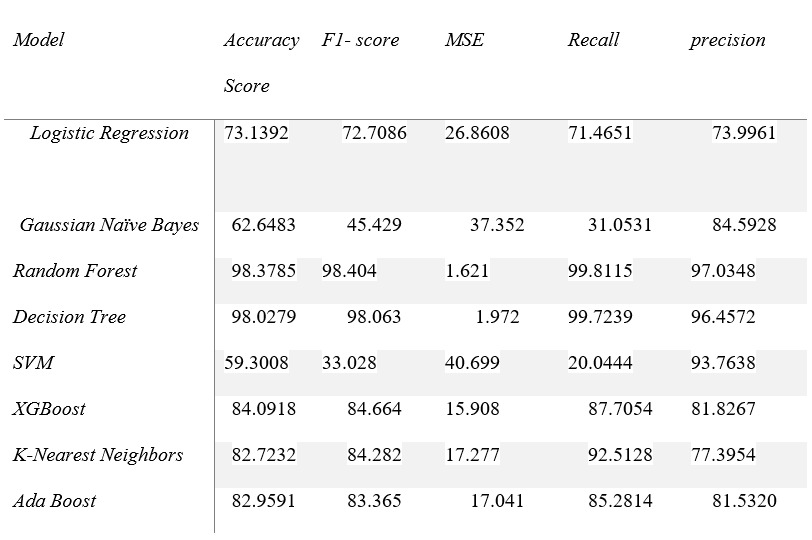 Model Accuracy F1- score MSE Recall precision
Score
Logistic Regression 73.1392 72.7086 26.8608 71.4651 73.9961
Gaussian Naïve Bayes 62.6483 45.429 37.352 31.0531 84.5928
Random Forest 98.3785 98.404 1.621 99.8115 97.0348
Decision Tree 98.0279 98.063 1.972 99.7239 96.4572
SVM 59.3008 33.028 40.699 20.0444 93.7638
XGBoost 84.0918 84.664 15.908 87.7054 81.8267
K-Nearest Neighbors 82.7232 84.282 17.277 92.5128 77.3954
Ada Boost 82.9591 83.365 17.041 85.2814 81.5320